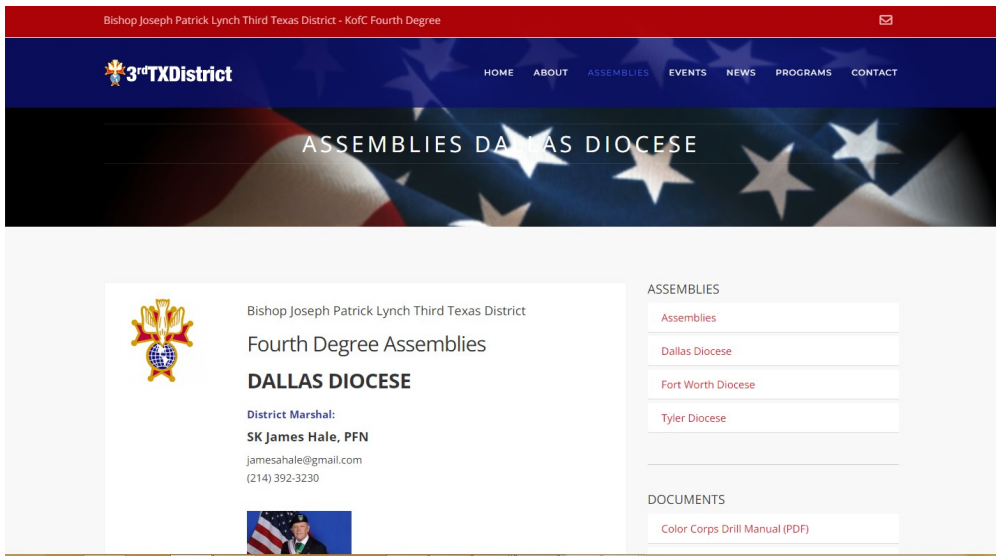 Bishop Joseph Patrick Lynch Third Texas District - KofC Fourth Degree
3rdTXDistrict
HOME ABOUT ASSEMBLIES EVENTS NEWS PROGRAMS CONTACT
ASSEMBLIES DALLAS DIOCESE
Bishop Joseph Patrick Lynch Third Texas District
Fourth Degree Assemblies
DALLAS DIOCESE
District Marshal:
SK James Hale, PFN
jamesahale@gmail.com
(214) 392-3230
ASSEMBLIES
Assemblies
Dallas Diocese
Fort Worth Diocese
Tyler Diocese
DOCUMENTS
Color Corps Drill Manual (PDF)